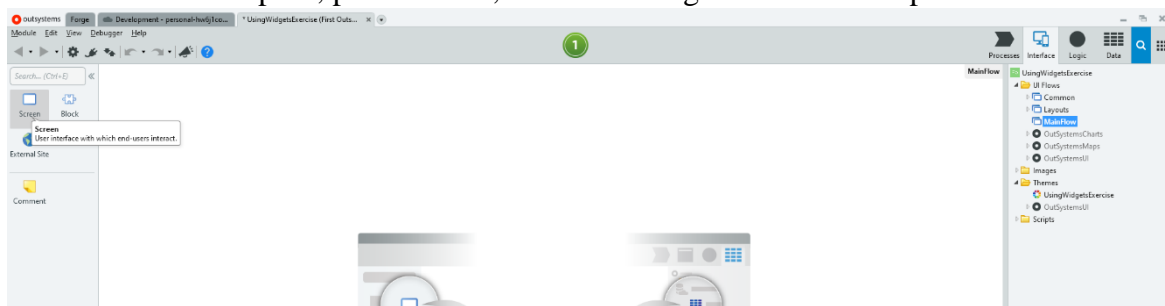 outsystems Forge Development - personal-hw6j1co... * UsingWidgetsExercise (First Outs...
Module Edit View Debugger Help
1
Processes Interface Logic Data
Search... (Ctrl+E)
MainFlow
UsingWidgetsExercise
UI Flows
Common
Screen Block
Layouts
MainFlow
Screen
User interface with which end-users interact.
OutSystemsCharts
External Site
OutSystemsMaps
OutSystemsUI
Images
Themes
Comment
UsingWidgetsExercise
OutSystemsUI
Scripts